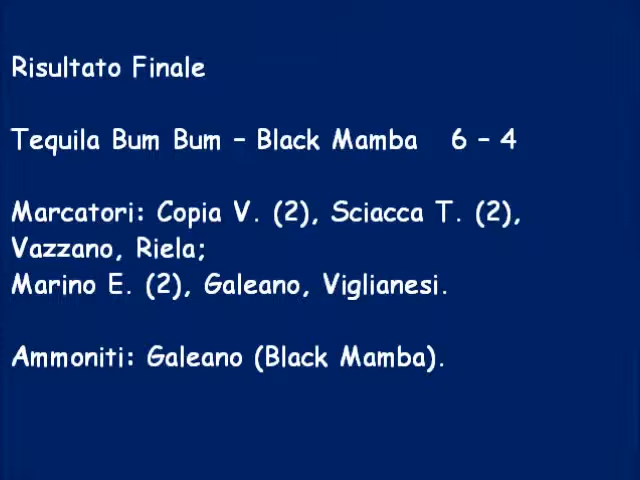 Risultato Finale
Tequila Bum Bum – Black Mamba 6 – 4
Marcatori: Copia V. (2), Sciacca T. (2),
Vazzano, Riela;
Marino E. (2), Galeano, Viglianesi.
Ammoniti: Galeano (Black Mamba).